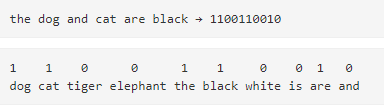 the dog and cat are black → 1100110010
1 1 0 0 1 1 0 0 1 0
dog cat tiger elephant the black white is are and